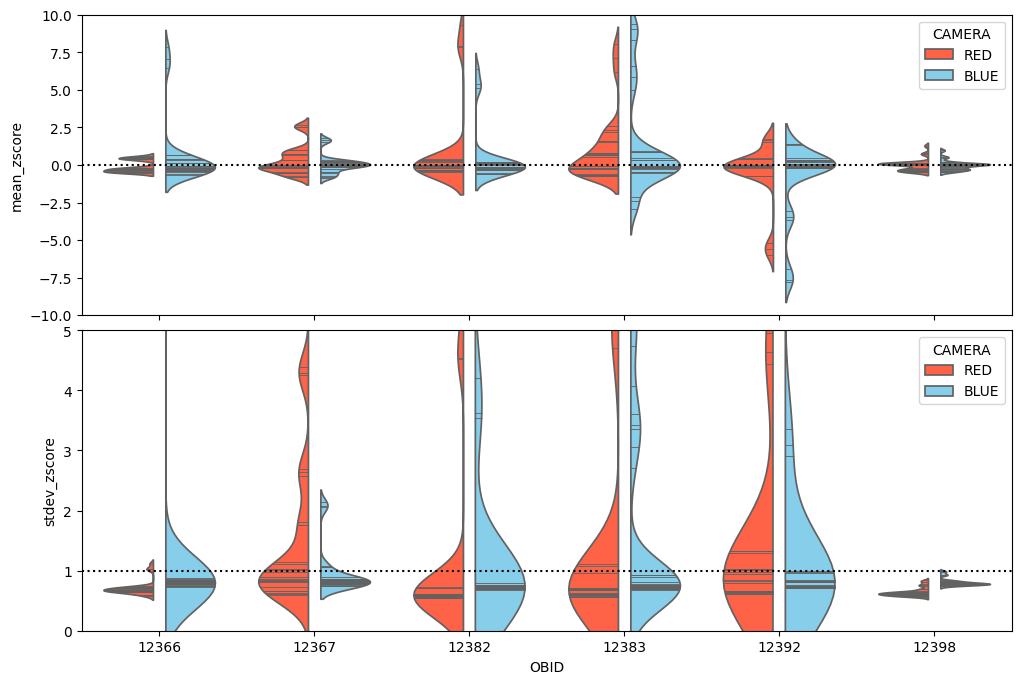 10.0
7.5
5.0
2.5
0.0
−2.5
−5.0
−7.5
−10.0
mean_zscore
CAMERA
RED
BLUE
5
4
3
2
1
0
stdev_zscore
CAMERA
RED
BLUE
12366 12367 12382 12383 12392 12398
OBID